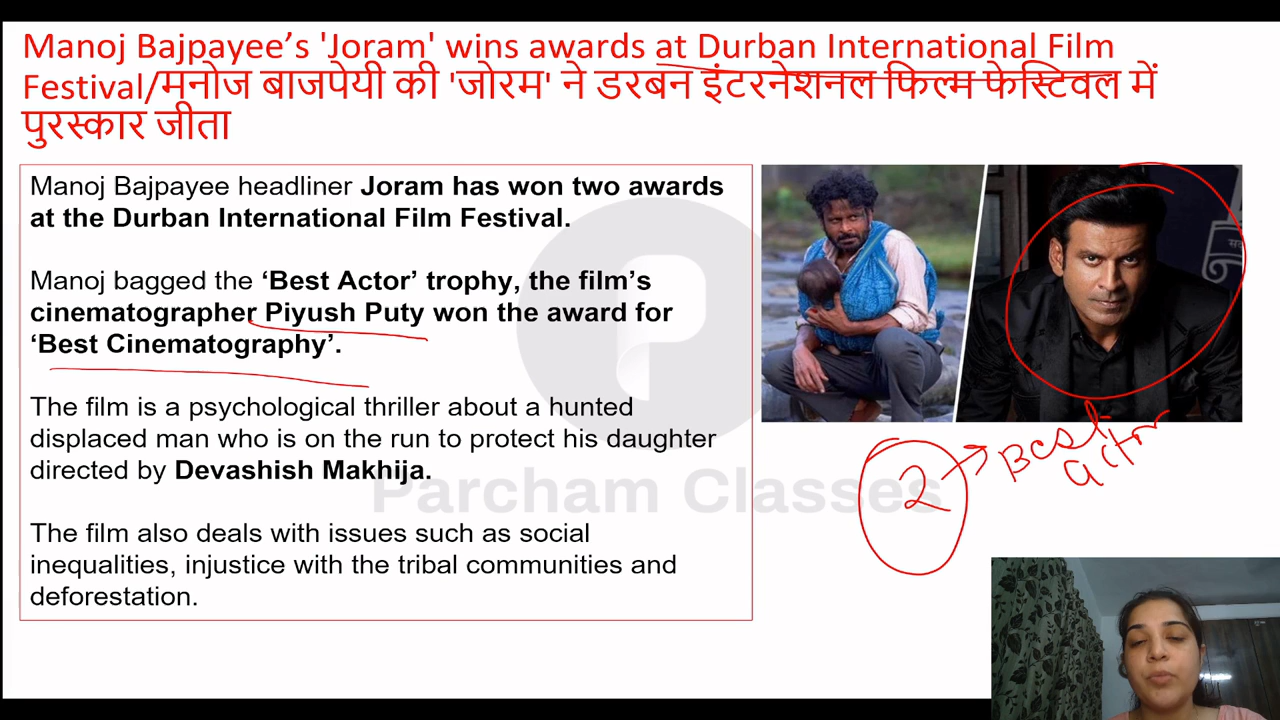 Manoj Bajpayee’s 'Joram' wins awards at Durban International Film
Festival/मनोज बाजपेयी की 'जोरम' ने डरबन इंटरनेशनल फिल्म फेस्टिवल में
पुरस्कार जीता
Manoj Bajpayee headliner Joram has won two awards
at the Durban International Film Festival.
Manoj bagged the ‘Best Actor’ trophy, the film’s
cinematographer Piyush Puty won the award for
‘Best Cinematography’.
The film is a psychological thriller about a hunted
displaced man who is on the run to protect his daughter
directed by Devashish Makhija.
The film also deals with issues such as social
inequalities, injustice with the tribal communities and
deforestation.
Parcham Classes
2 → Best
actor